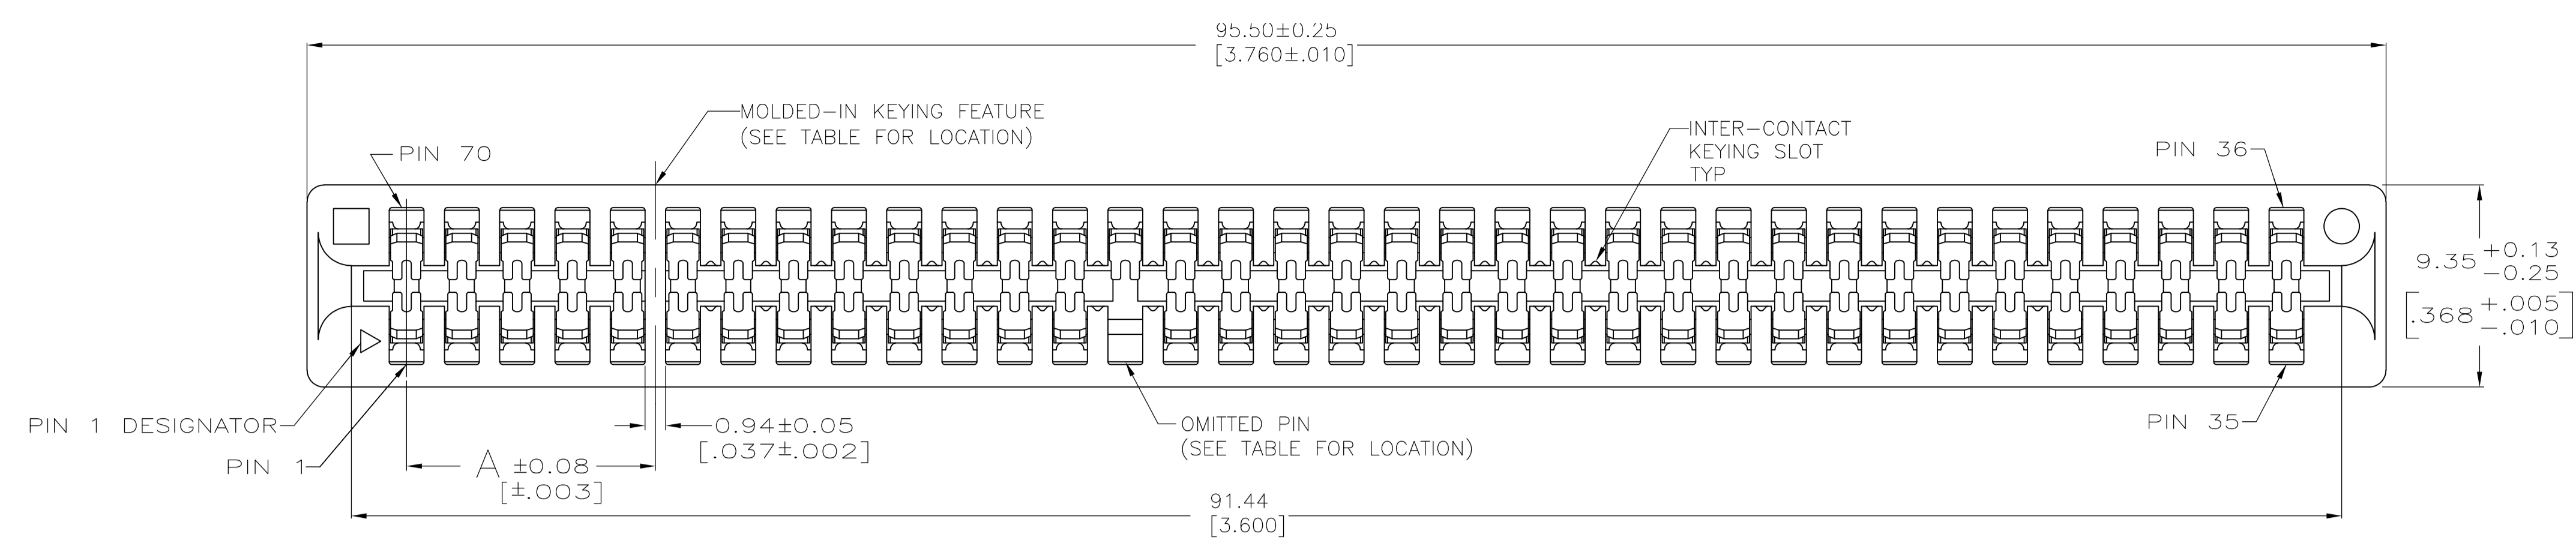 95.50±0.25
[3.760±.010]
MOLDED-IN KEYING FEATURE
(SEE TABLE FOR LOCATION)
INTER-CONTACT
KEYING SLOT
TYP
PIN 70
PIN 36
9.35 +0.13
-0.25
[.368 +.005
-.010]
PIN 1 DESIGNATOR
PIN 1
0.94±0.05
[.037±.002]
A ±0.08
[±.003]
OMITTED PIN
(SEE TABLE FOR LOCATION)
PIN 35
91.44
[3.600]